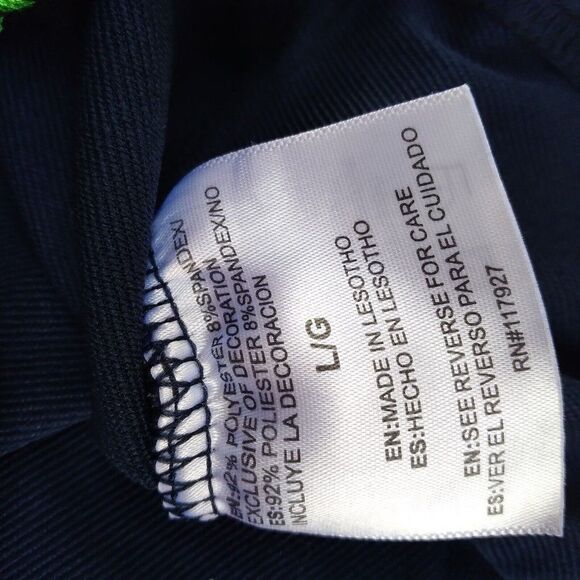 EN:92% POLYESTER 8%SPANDEX/
EXCLUSIVE OF DECORATION
ES:92% POLIESTER 8%SPANDEX/NO
INCLUYE LA DECORACION
L/G
EN:MADE IN LESOTHO
ES:HECHO EN LESOTHO
EN:SEE REVERSE FOR CARE
ES:VER EL REVERSO PARA EL CUIDADO
RN#117927